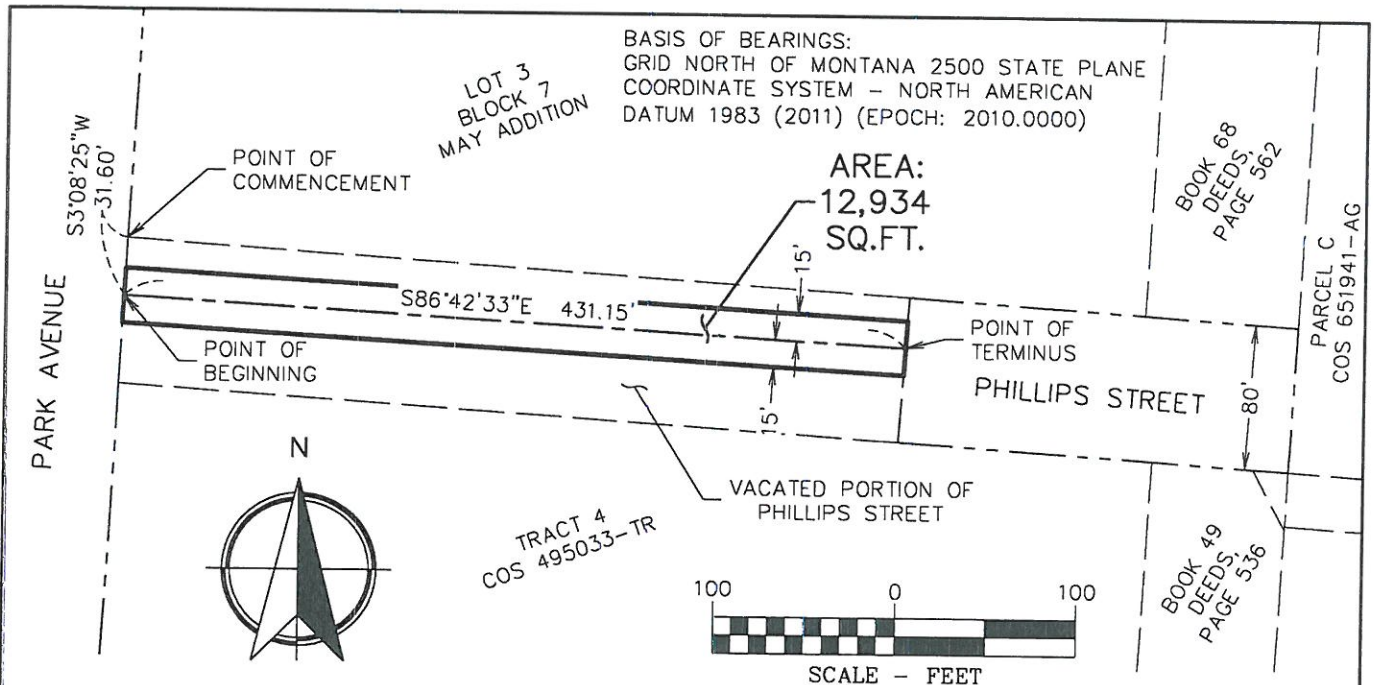 BASIS OF BEARINGS:
GRID NORTH OF MONTANA 2500 STATE PLANE
COORDINATE SYSTEM – NORTH AMERICAN
DATUM 1983 (2011) (EPOCH: 2010.0000)
LOT 3
BLOCK 7
MAY ADDITION
S3°08'25"W
31.60'
POINT OF
COMMENCEMENT
AREA:
12,934
SQ.FT.
BOOK 68
DEEDS,
PAGE 562
PARCEL C
COS 651941-AG
PARK AVENUE
S86°42'33"E 431.15'
15'
POINT OF
BEGINNING
POINT OF
TERMINUS
PHILLIPS STREET
80'
15'
N
VACATED PORTION OF
PHILLIPS STREET
TRACT 4
COS 495033-TR
BOOK 49
DEEDS,
PAGE 536
100 0 100
SCALE – FEET